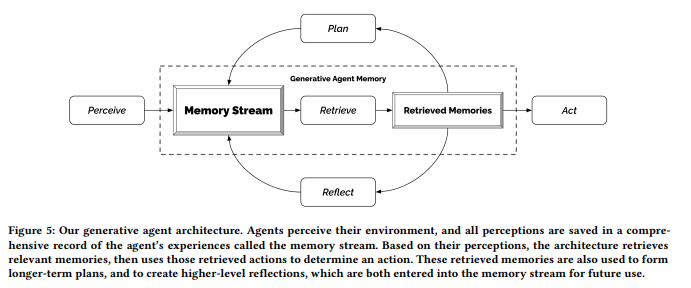 Plan
Generative Agent Memory
Perceive
Memory Stream
Retrieve
Retrieved Memories
Act
Reflect
Figure 5: Our generative agent architecture. Agents perceive their environment, and all perceptions are saved in a compre-
hensive record of the agent's experiences called the memory stream. Based on their perceptions, the architecture retrieves
relevant memories, then uses those retrieved actions to determine an action. These retrieved memories are also used to form
longer-term plans, and to create higher-level reflections, which are both entered into the memory stream for future use.